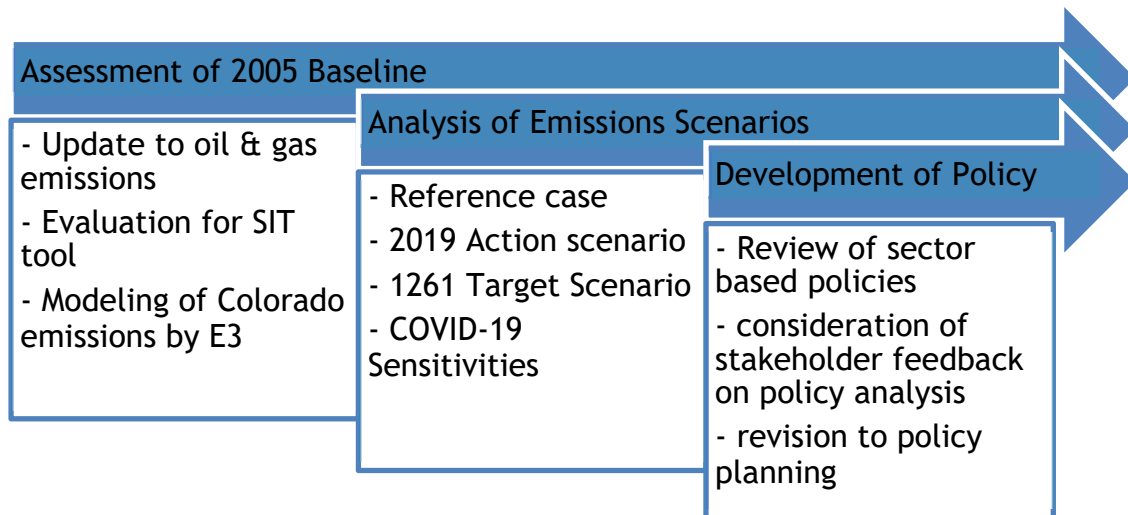 Assessment of 2005 Baseline
- Update to oil & gas
emissions
- Evaluation for SIT
tool
- Modeling of Colorado
emissions by E3
Analysis of Emissions Scenarios
- Reference case
- 2019 Action scenario
- 1261 Target Scenario
- COVID-19
Sensitivities
Development of Policy
- Review of sector
based policies
- consideration of
stakeholder feedback
on policy analysis
- revision to policy
planning